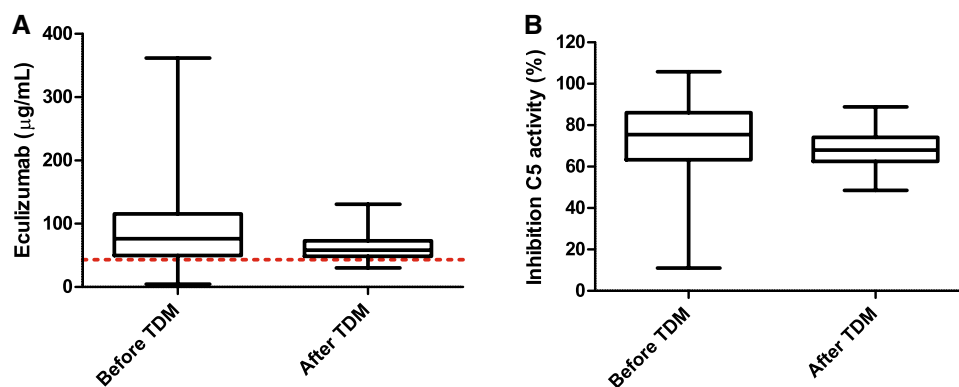 A
Eculizumab (μg/mL)
400
300
200
100
0
Before TDM
After TDM
B
Inhibition C5 activity (%)
120
100
80
60
40
20
0
Before TDM
After TDM